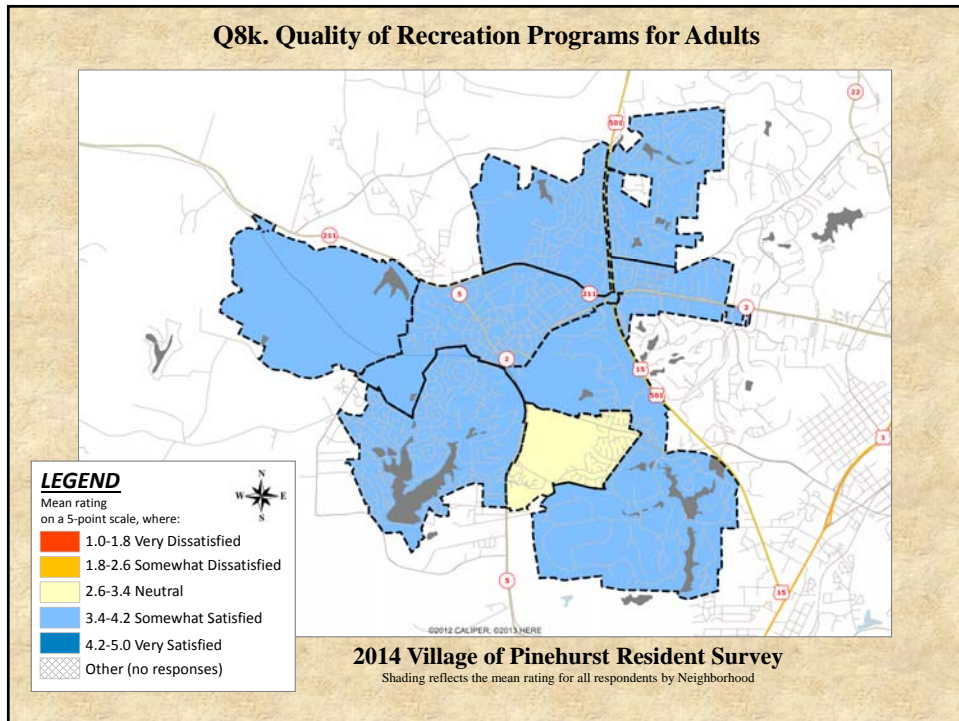 Q8k. Quality of Recreation Programs for Adults
22
501
211
5
211
3
2
15
501
1
LEGEND
Mean rating
on a 5-point scale, where:
N
W E
S
1.0-1.8 Very Dissatisfied
1.8-2.6 Somewhat Dissatisfied
2.6-3.4 Neutral
3.4-4.2 Somewhat Satisfied
4.2-5.0 Very Satisfied
Other (no responses)
5
15
©2012 CALIPER, ©2013 HERE
2014 Village of Pinehurst Resident Survey
Shading reflects the mean rating for all respondents by Neighborhood